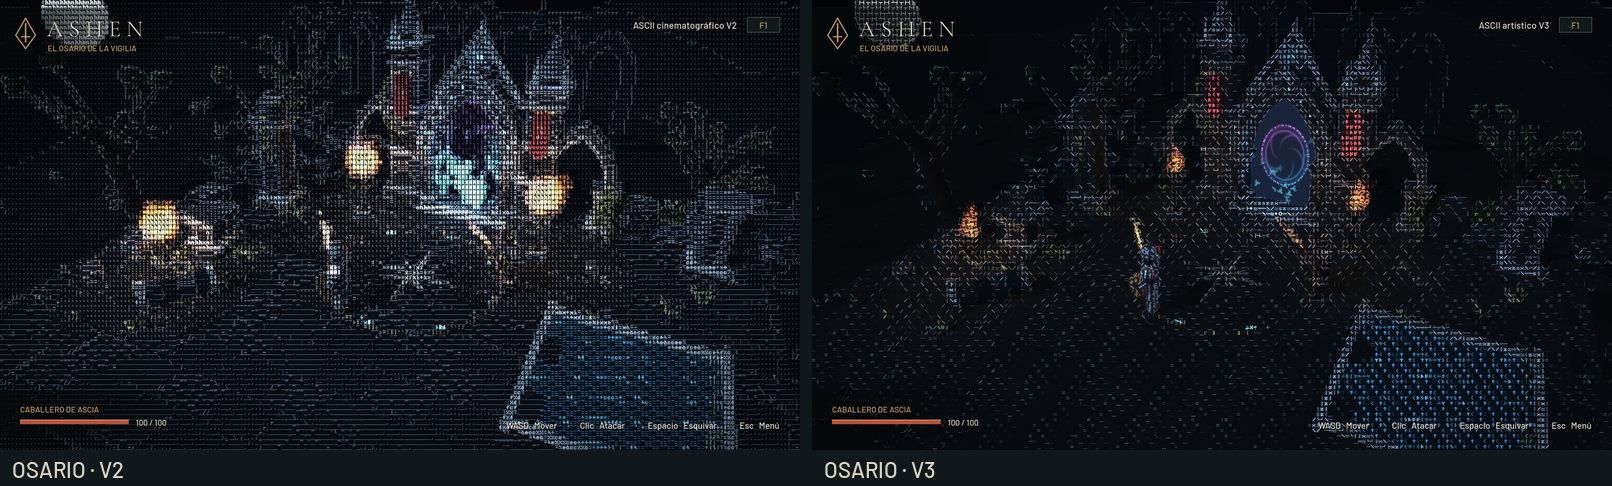 ASHEN
EL OSARIO DE LA VIGILIA
ASCII cinematográfico V2
F1
CABALLERO DE ASCIA
100 / 100
WASD Mover
Clic Atacar
Espacio Esquivar
Esc Menú
OSARIO · V2
ASHEN
EL OSARIO DE LA VIGILIA
ASCII artístico V3
F1
CABALLERO DE ASCIA
100 / 100
WASD Mover
Clic Atacar
Espacio Esquivar
Esc Menú
OSARIO · V3